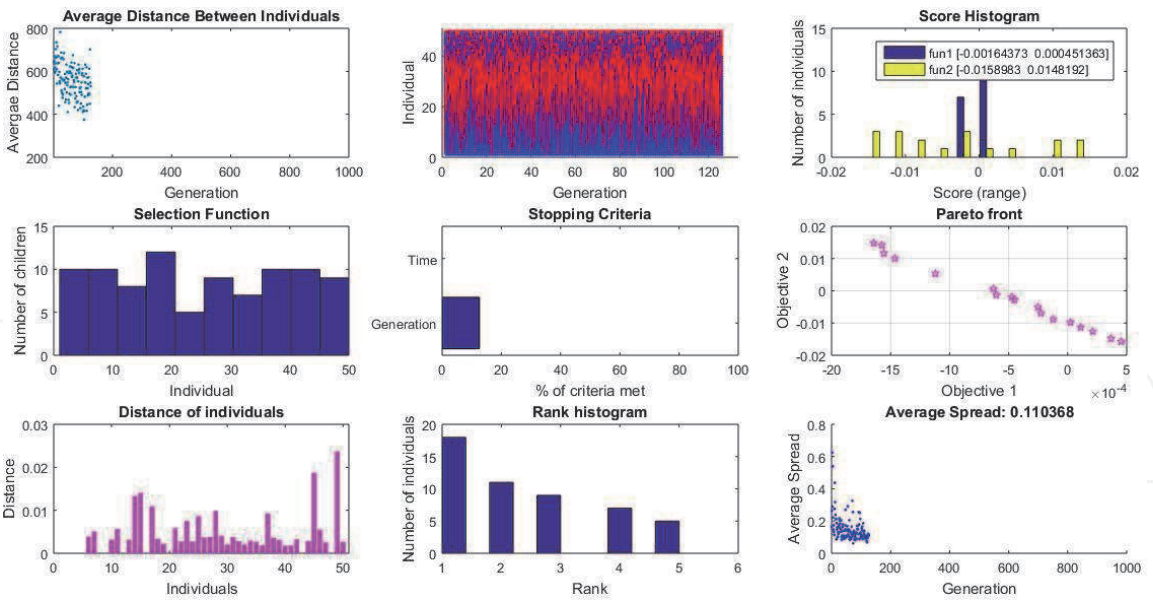 Average Distance Between Individuals
800
600
400
200
Avergae Distance
200 400 600 800 1000
Generation
40
20
0
Individual
0 20 40 60 80 100 120
Generation
Score Histogram
15
10
5
0
Number of individuals
fun1 [-0.00164373 0.000451363]
fun2 [-0.0158983 0.0148192]
-0.02 -0.01 0 0.01 0.02
Score (range)
Selection Function
15
10
5
0
Number of children
0 10 20 30 40 50
Individual
Stopping Criteria
Time
Generation
0 20 40 60 80 100
% of criteria met
Pareto front
0.02
0.01
0
-0.01
-0.02
Objective 2
-20 -15 -10 -5 0 5
Objective 1
×10⁻⁴
Distance of individuals
0.03
0.02
0.01
0
Distance
0 10 20 30 40 50
Individuals
Rank histogram
20
15
10
5
0
Number of individuals
1 2 3 4 5 6
Rank
Average Spread: 0.110368
0.8
0.6
0.4
0.2
0
Average Spread
0 200 400 600 800 1000
Generation